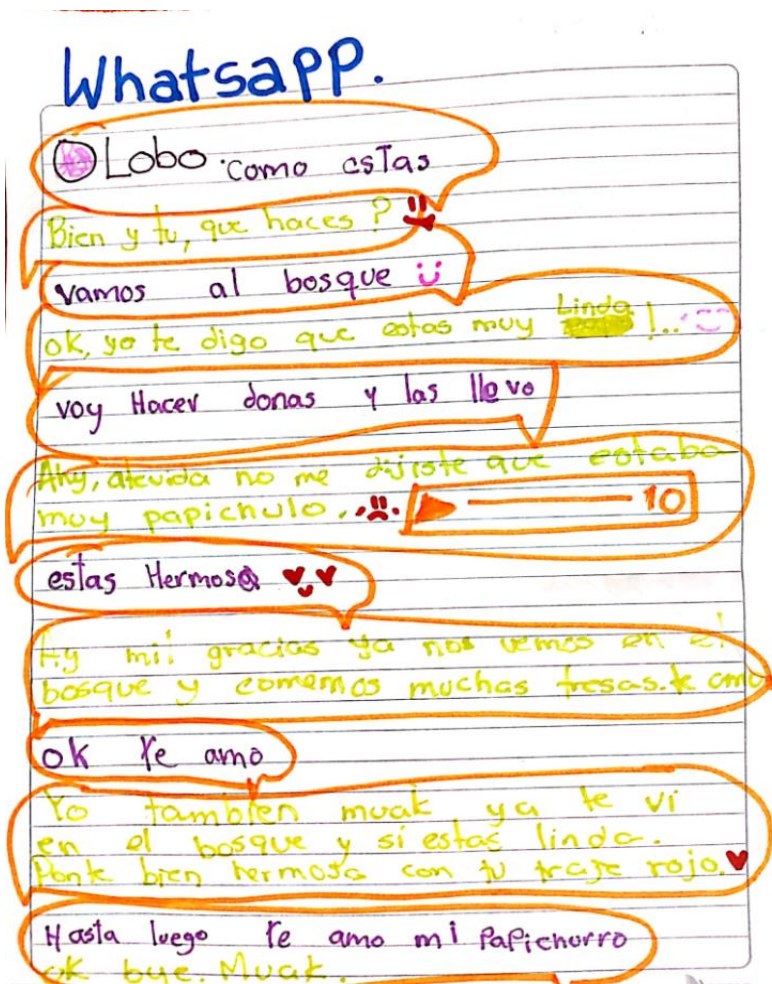 Whatsapp.
Lobo como estas
Bien y tu, que haces?
vamos al bosque
ok, yo te digo que estas muy Linda!..
voy Hacer donas y las llevo
Ahy, atevida no me dijiste que estaba
muy papichulo. 10
estas Hermosa
Ay mil gracias ya nos vemos en el
bosque y comemos muchas fresas. te amo
ok te amo
Yo tambien muak ya te vi
en el bosque y si estas linda.
Ponte bien hermosa con tu traje rojo.
Hasta luego te amo mi Papichurro
ok bye. Muak.